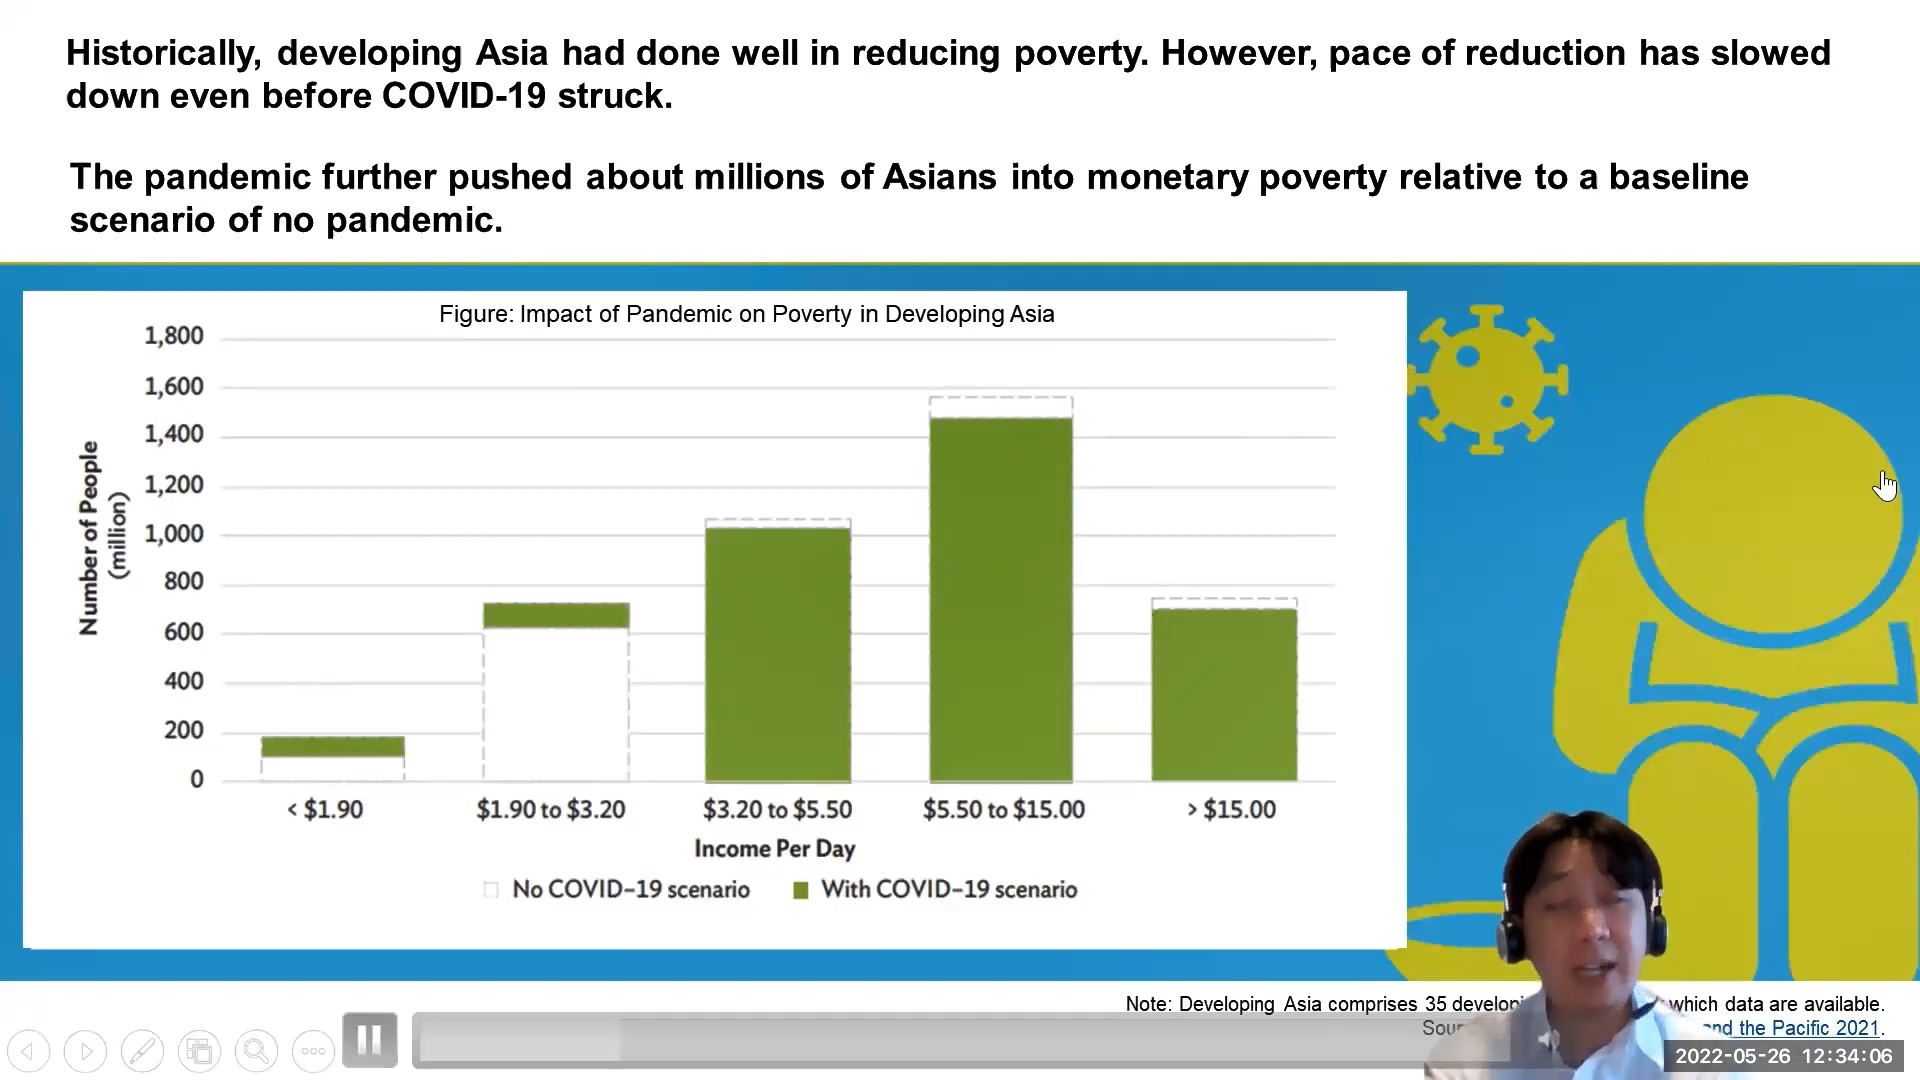 Historically, developing Asia had done well in reducing poverty. However, pace of reduction has slowed
down even before COVID-19 struck.
The pandemic further pushed about millions of Asians into monetary poverty relative to a baseline
scenario of no pandemic.
Figure: Impact of Pandemic on Poverty in Developing Asia
Number of People
(million)
1,800
1,600
1,400
1,200
1,000
800
600
400
200
0
< $1.90
$1.90 to $3.20
$3.20 to $5.50
$5.50 to $15.00
> $15.00
Income Per Day
No COVID–19 scenario
With COVID–19 scenario
Note: Developing Asia comprises 35 which data are available.
and the Pacific 2021.
2022-05-26 12:34:06